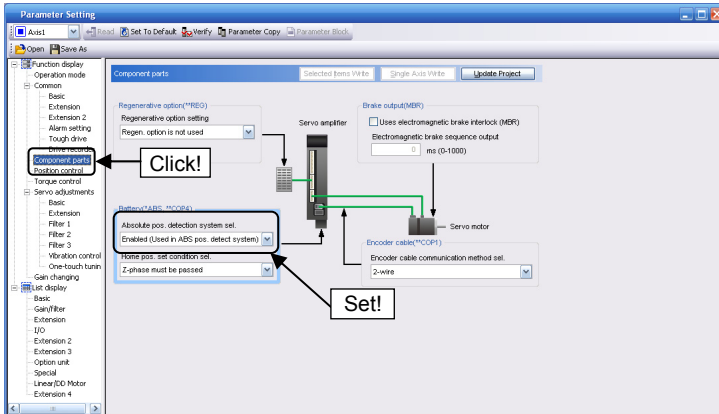 Parameter Setting
Axis1 Read Set To Default Verify Parameter Copy Parameter Block
Open Save As
Function display
Operation mode
Common
Basic
Extension
Extension 2
Alarm setting
Tough drive
Drive recorder
Component parts
Position control
Torque control
Servo adjustments
Basic
Extension
Filter 1
Filter 2
Filter 3
Vibration control
One-touch tunin
Gain changing
List display
Basic
Gain/filter
Extension
I/O
Extension 2
Extension 3
Option unit
Special
Linear/DD Motor
Extension 4
Component parts Selected Items Write Single Axis Write Update Project
Regenerative option(**REG)
Regenerative option setting
Regen. option is not used
Servo amplifier
Brake output(MBR)
Uses electromagnetic brake interlock (MBR)
Electromagnetic brake sequence output
0 ms (0-1000)
Click!
Battery(*ABS, **COP4)
Absolute pos. detection system sel.
Enabled (Used in ABS pos. detect system)
Home pos. set condition sel.
Z-phase must be passed
Servo motor
Encoder cable(**COP1)
Encoder cable communication method sel.
2-wire
Set!